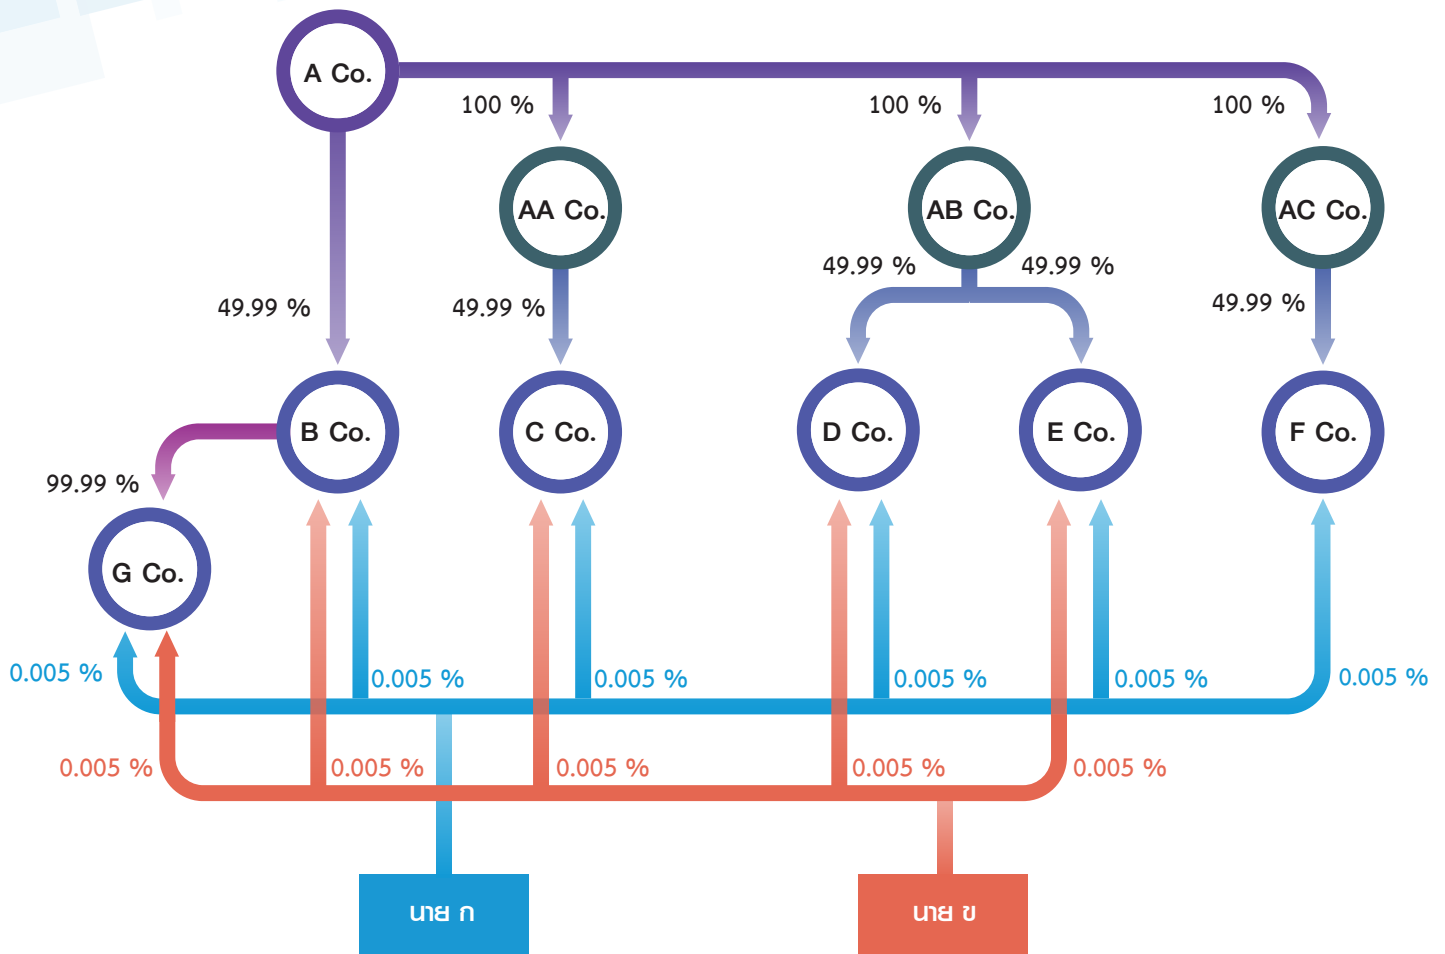 A Co.
100 %
100 %
100 %
AA Co.
AB Co.
AC Co.
49.99 %
49.99 %
49.99 %
49.99 %
49.99 %
B Co.
C Co.
D Co.
E Co.
F Co.
99.99 %
G Co.
0.005 %
0.005 %
0.005 %
0.005 %
0.005 %
0.005 %
0.005 %
0.005 %
0.005 %
0.005 %
0.005 %
นาย ก
นาย ข